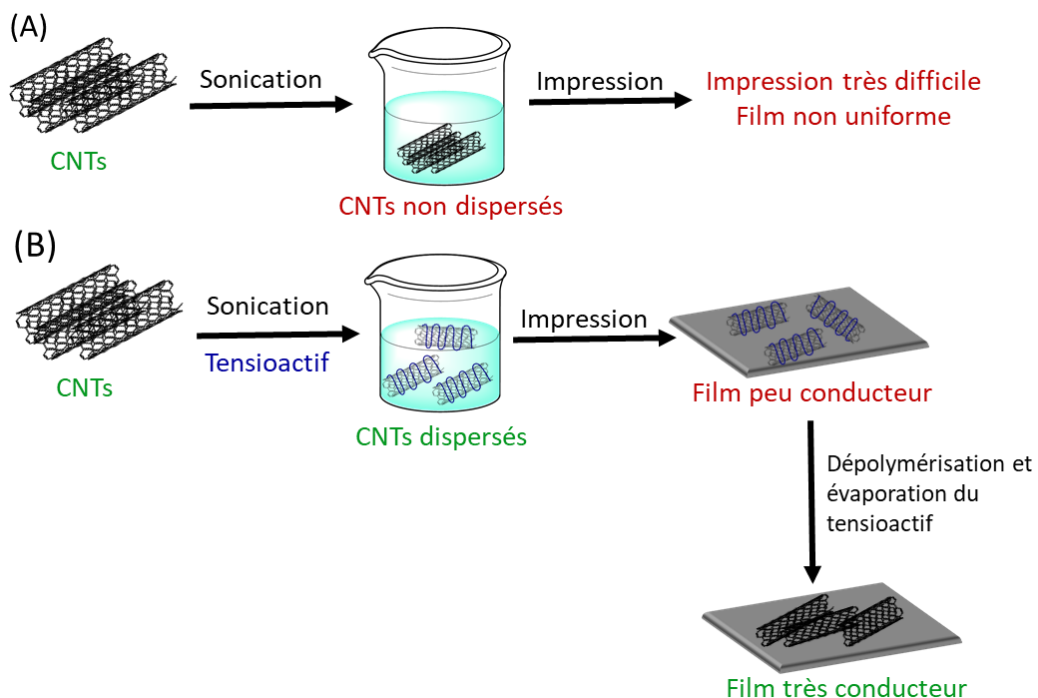 (A)
Sonication
Impression
Impression très difficile
Film non uniforme
CNTs
CNTs non dispersés
(B)
Sonication
Tensioactif
Impression
CNTs
CNTs dispersés
Film peu conducteur
Dépolymérisation et
évaporation du
tensioactif
Film très conducteur